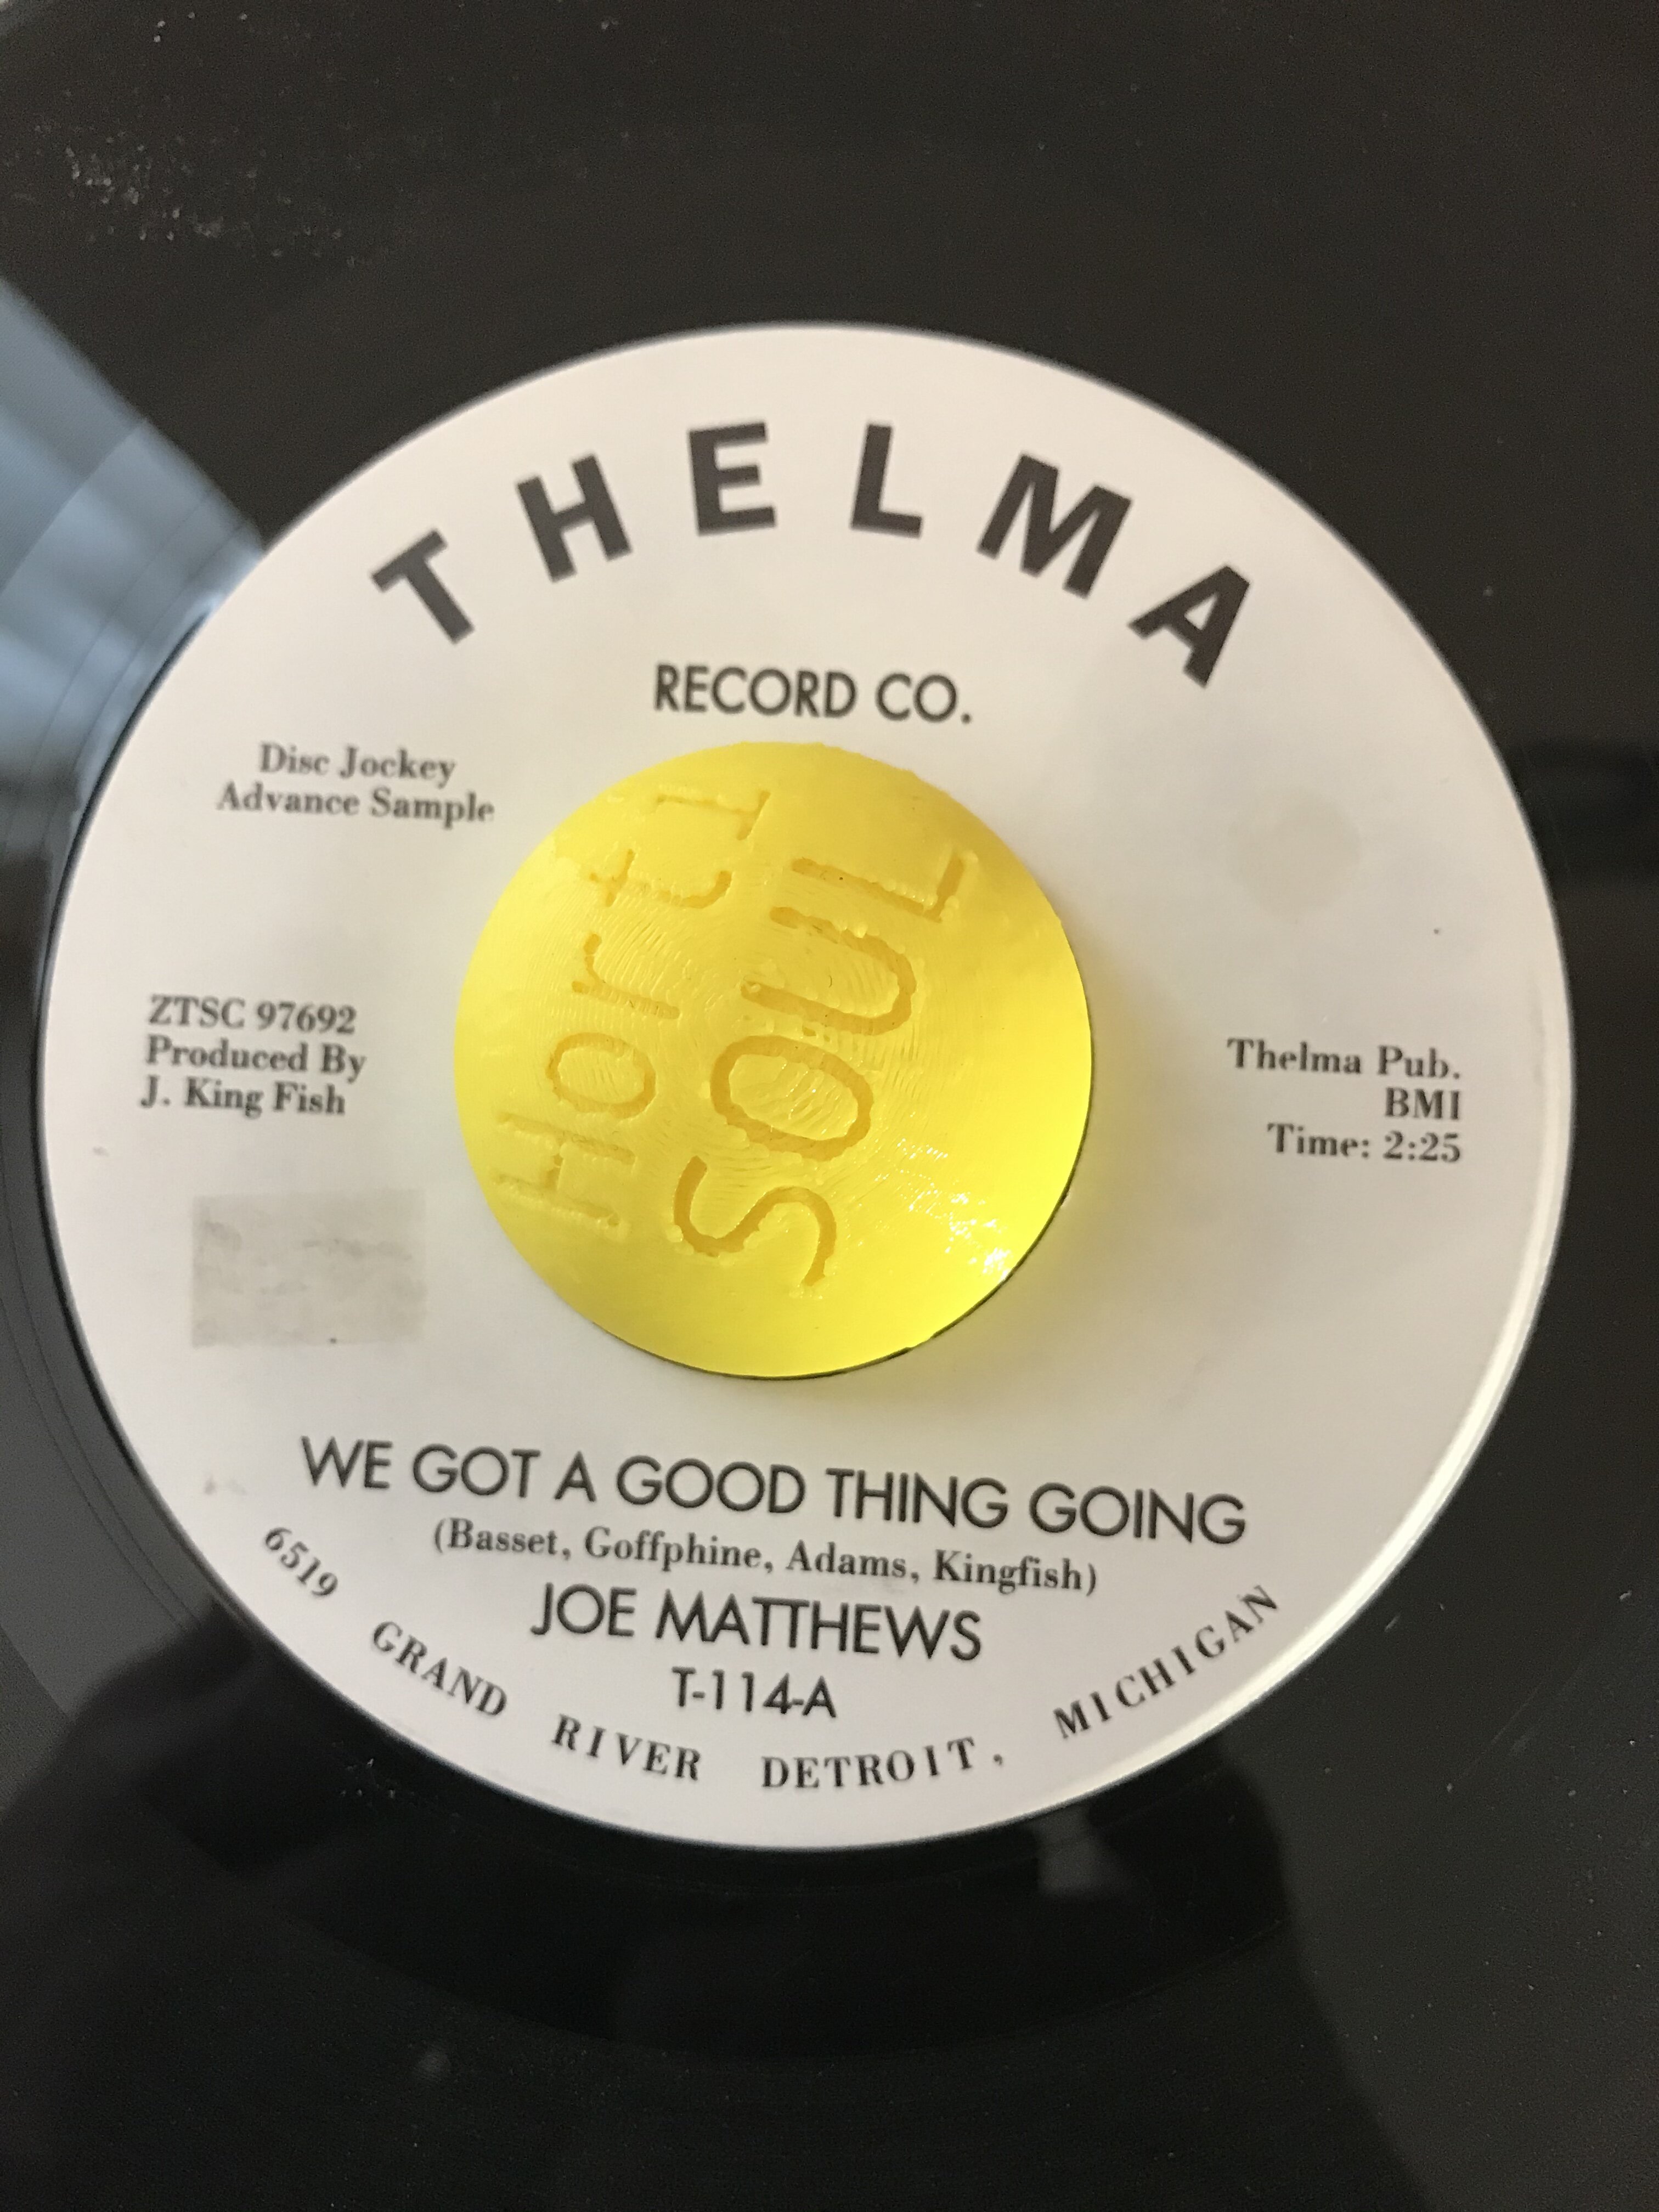 THELMA
RECORD CO.
Disc Jockey
Advance Sample
ZTSC 97692
Produced By
J. King Fish
Horti
SOUL
Thelma Pub.
BMI
Time: 2:25
WE GOT A GOOD THING GOING
(Basset, Goffphine, Adams, Kingfish)
JOE MATTHEWS
T-114-A
6519 GRAND RIVER DETROIT, MICHIGAN